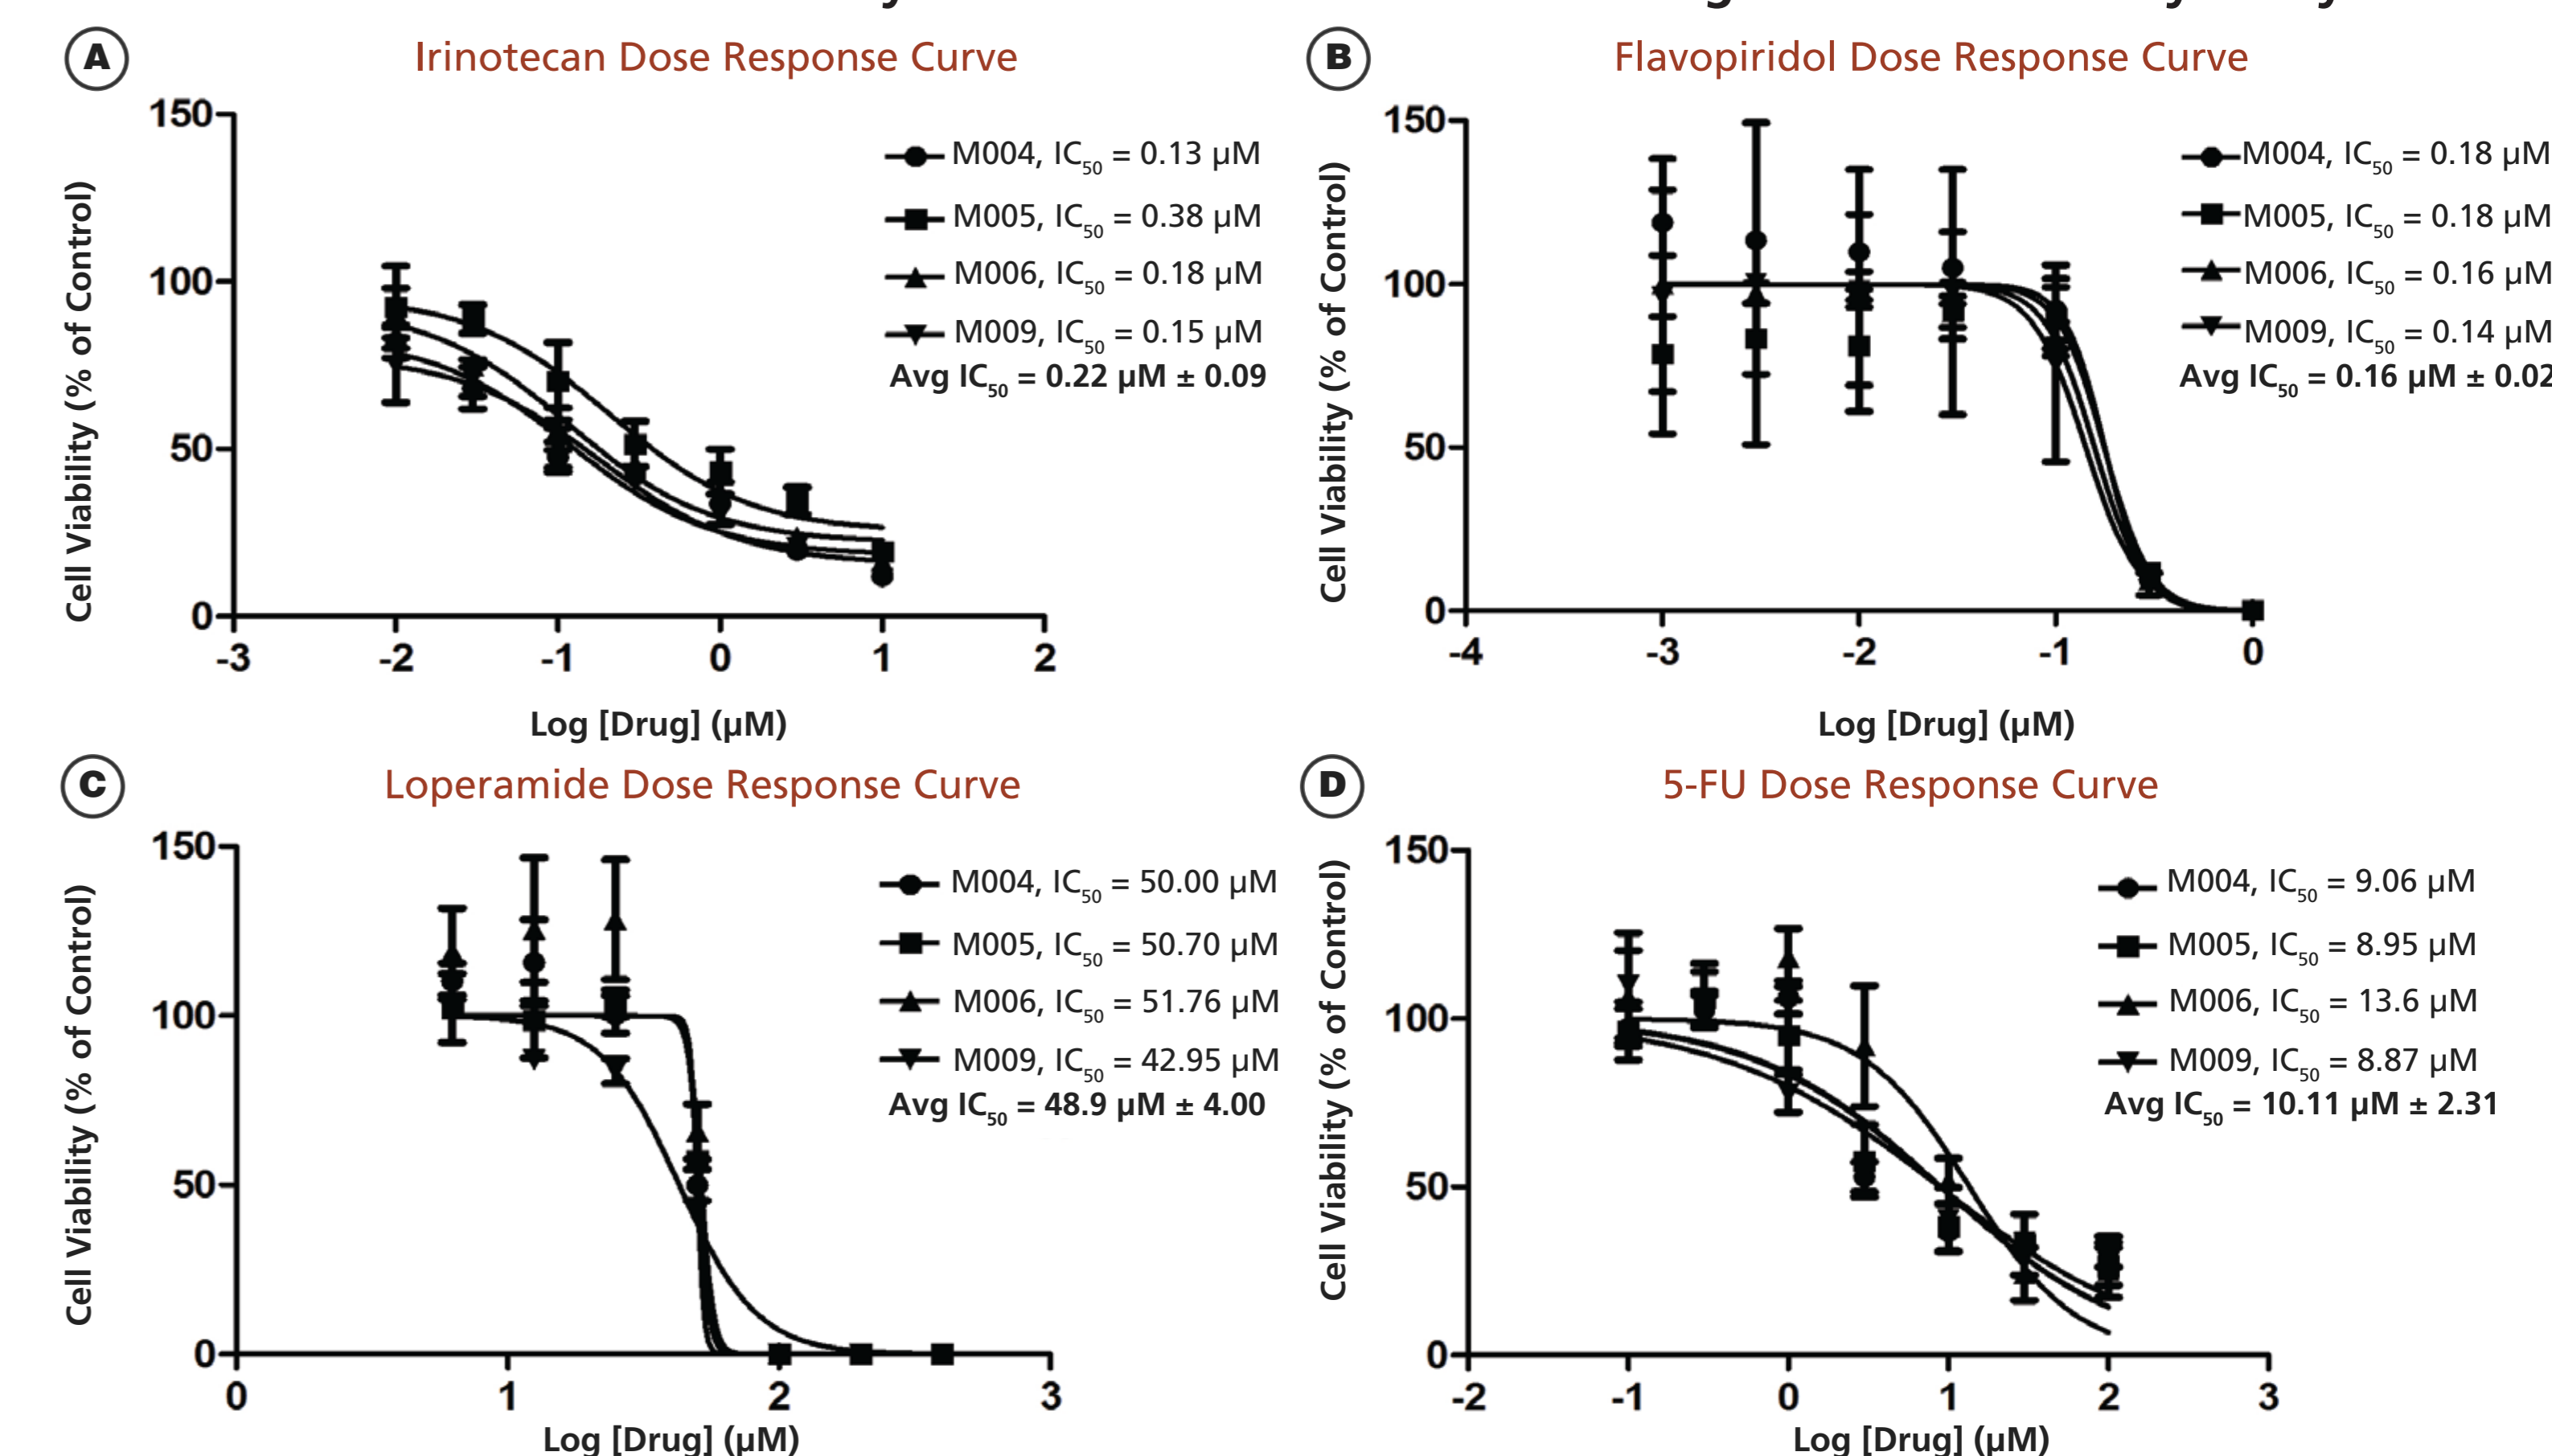 A
Irinotecan Dose Response Curve
Cell Viability (% of Control)
150
100
50
0
-3
-2
-1
0
1
2
Log [Drug] (µM)
M004, IC50 = 0.13 µM
M005, IC50 = 0.38 µM
M006, IC50 = 0.18 µM
M009, IC50 = 0.15 µM
Avg IC50 = 0.22 µM ± 0.09
B
Flavopiridol Dose Response Curve
Cell Viability (% of Control)
150
100
50
0
-4
-3
-2
-1
0
Log [Drug] (µM)
M004, IC50 = 0.18 µM
M005, IC50 = 0.18 µM
M006, IC50 = 0.16 µM
M009, IC50 = 0.14 µM
Avg IC50 = 0.16 µM ± 0.02
C
Loperamide Dose Response Curve
Cell Viability (% of Control)
150
100
50
0
0
1
2
3
Log [Drug] (µM)
M004, IC50 = 50.00 µM
M005, IC50 = 50.70 µM
M006, IC50 = 51.76 µM
M009, IC50 = 42.95 µM
Avg IC50 = 48.9 µM ± 4.00
D
5-FU Dose Response Curve
Cell Viability (% of Control)
150
100
50
0
-2
-1
0
1
2
3
Log [Drug] (µM)
M004, IC50 = 9.06 µM
M005, IC50 = 8.95 µM
M006, IC50 = 13.6 µM
M009, IC50 = 8.87 µM
Avg IC50 = 10.11 µM ± 2.31